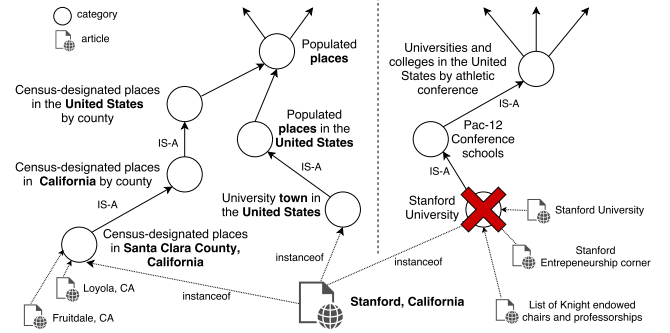 category
article
Populated
places
Universities and
colleges in the United
States by athletic
conference
Census-designated places
in the United States
by county
IS-A
Populated
places in the
United States
Pac-12
Conference
schools
IS-A
IS-A
IS-A
Census-designated places
in California by county
University town in
the United States
Stanford
University
IS-A
Stanford University
Census-designated places
in Santa Clara County,
California
Stanford
Entrepeneurship corner
instanceof
instanceof
instanceof
Loyola, CA
Fruitdale, CA
Stanford, California
List of Knight endowed
chairs and professorships